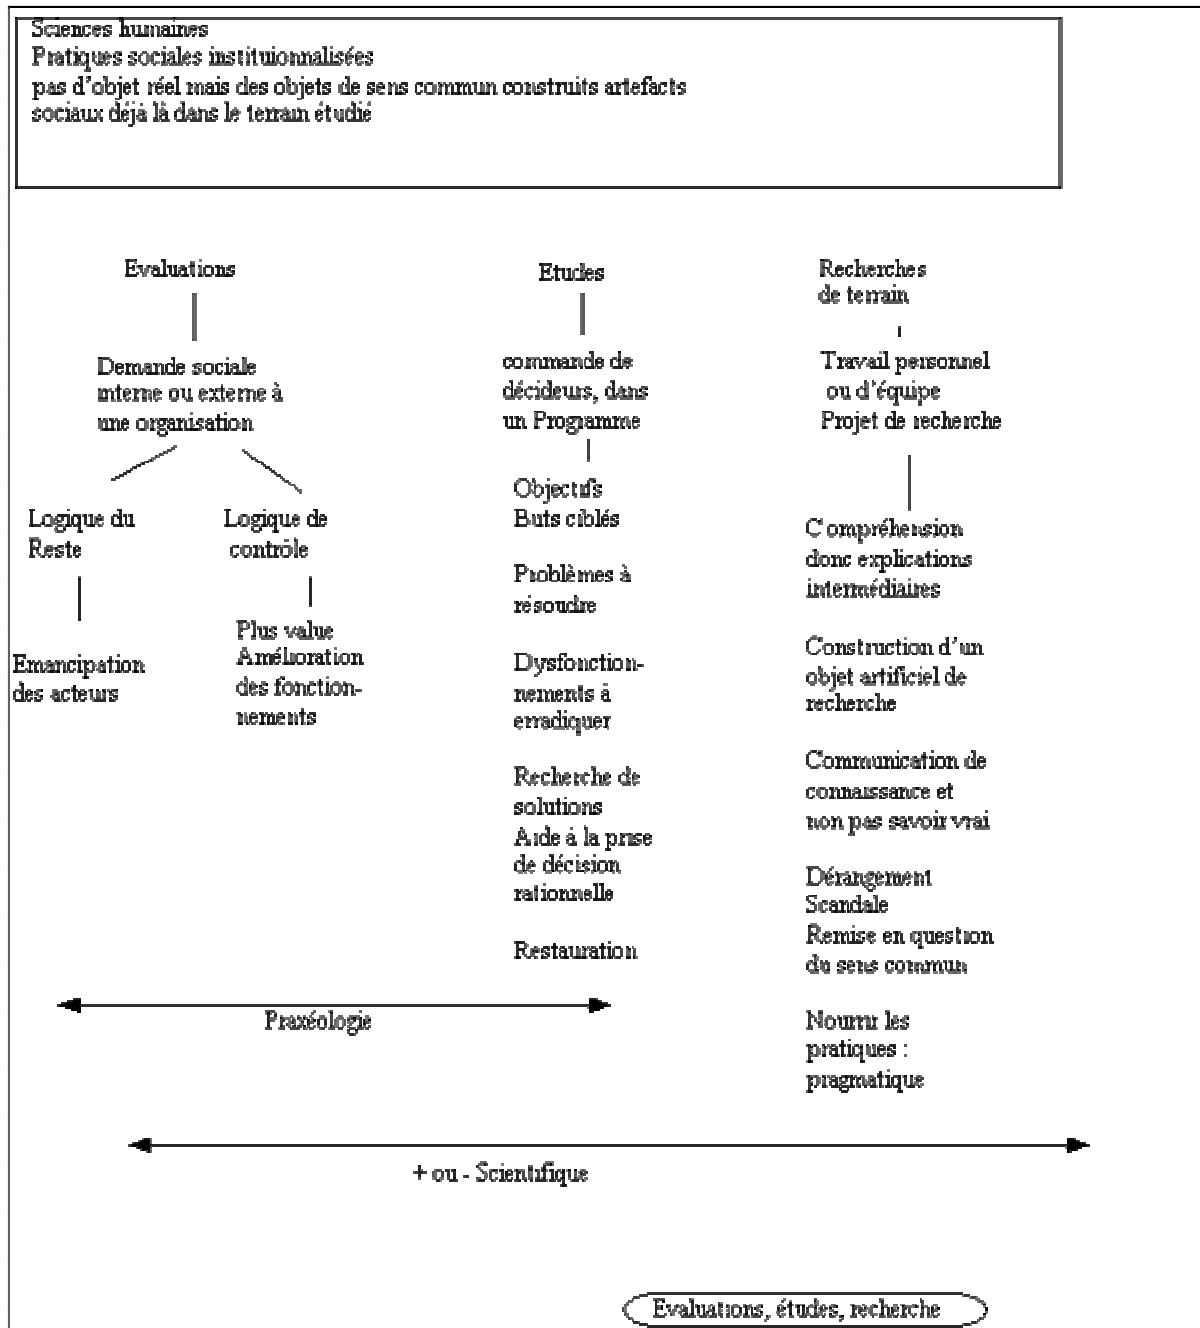 Sciences humaines
Pratiques sociales instituionnalisées
pas d'objet réel mais des objets de sens commun construits artefacts
sociaux déjà là dans le terrain étudié
Evaluations
Demande sociale
interne ou externe à
une organisation
Logique du
Reste
Emancipation
des acteurs
Logique de
contrôle
Plus value
Amélioration
des fonction-
nements
Etudes
commande de
décideurs, dans
un Programme
Objectifs
Buts ciblés
Problèmes à
résoudre
Dysfonction-
nements à
erradiquer
Recherche de
solutions
Aide à la prise
de décision
rationnelle
Restauration
Recherches
de terrain
Travail personnel
ou d'équipe
Projet de recherche
Compréhension
donc explications
intermédiaires
Construction d'un
objet artificiel de
recherche
Communication de
connaissance et
non pas savoir vrai
Dérangement
Scandale
Remise en question
du sens commun
Nourrir les
pratiques :
pragmatique
Praxéologie
+ ou - Scientifique
Evaluations, études, recherche